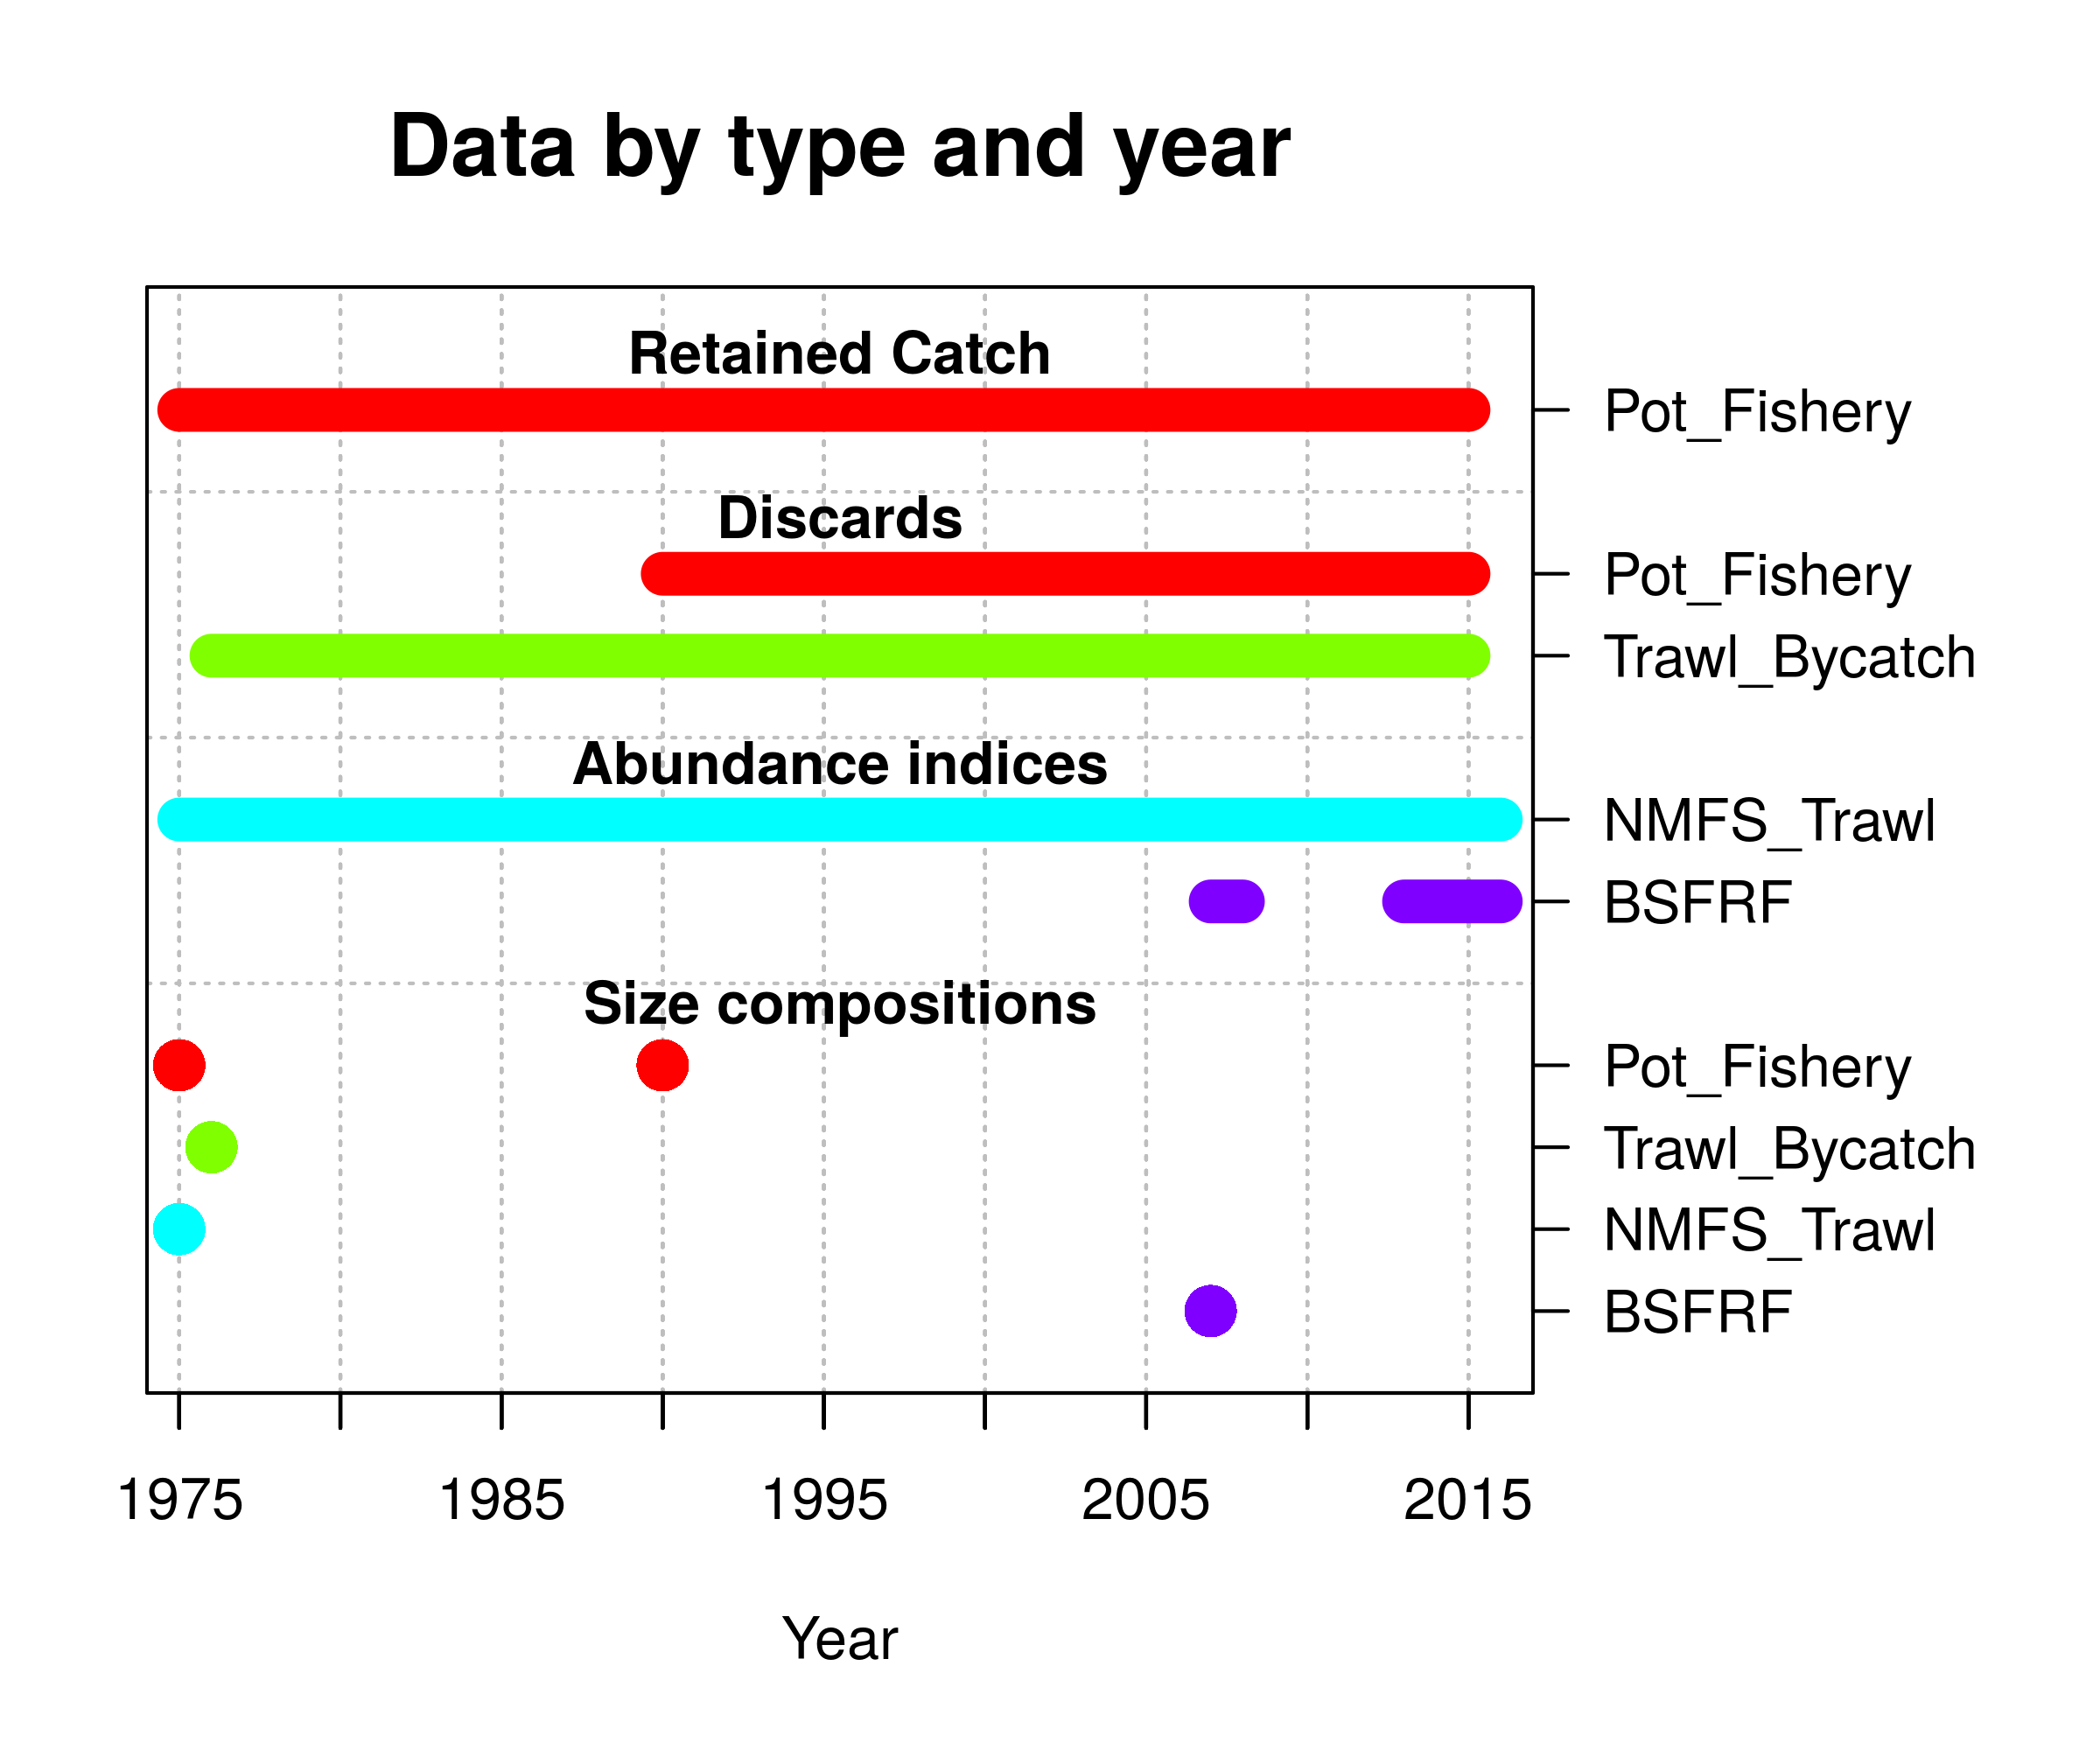 Data by type and year
Retained Catch
Pot_Fishery
Discards
Pot_Fishery
Trawl_Bycatch
Abundance indices
NMFS_Trawl
BSFRF
Size compositions
Pot_Fishery
Trawl_Bycatch
NMFS_Trawl
BSFRF
1975 1985 1995 2005 2015
Year